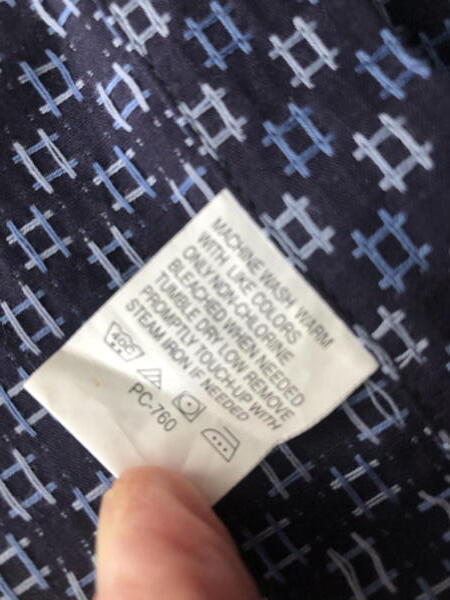 MACHINE WASH WARM
WITH LIKE COLORS
ONLY NON-CHLORINE
BLEACHED WHEN NEEDED
TUMBLE DRY LOW REMOVE
PROMPTLY TOUCH-UP WITH
STEAM IRON IF NEEDED
PC-760